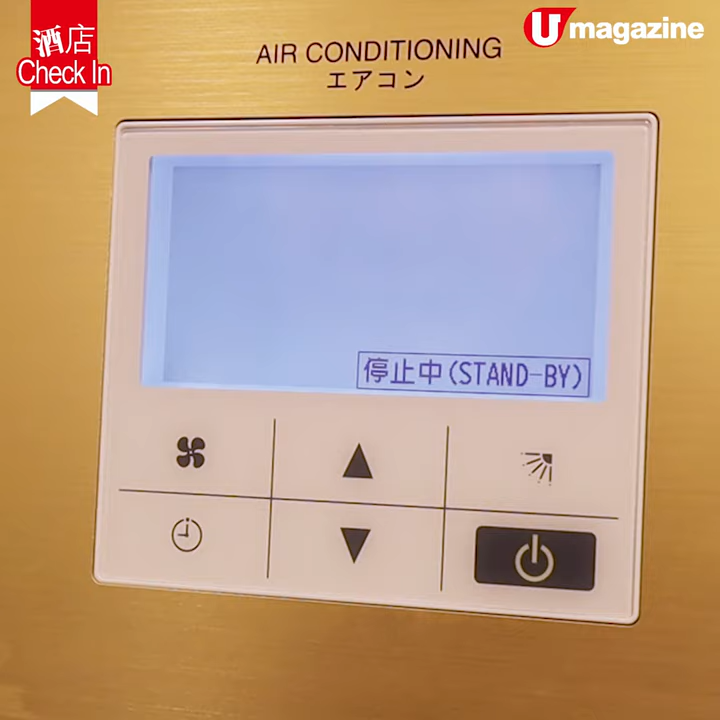 酒店
Check In
U magazine
AIR CONDITIONING
エアコン
停止中(STAND-BY)